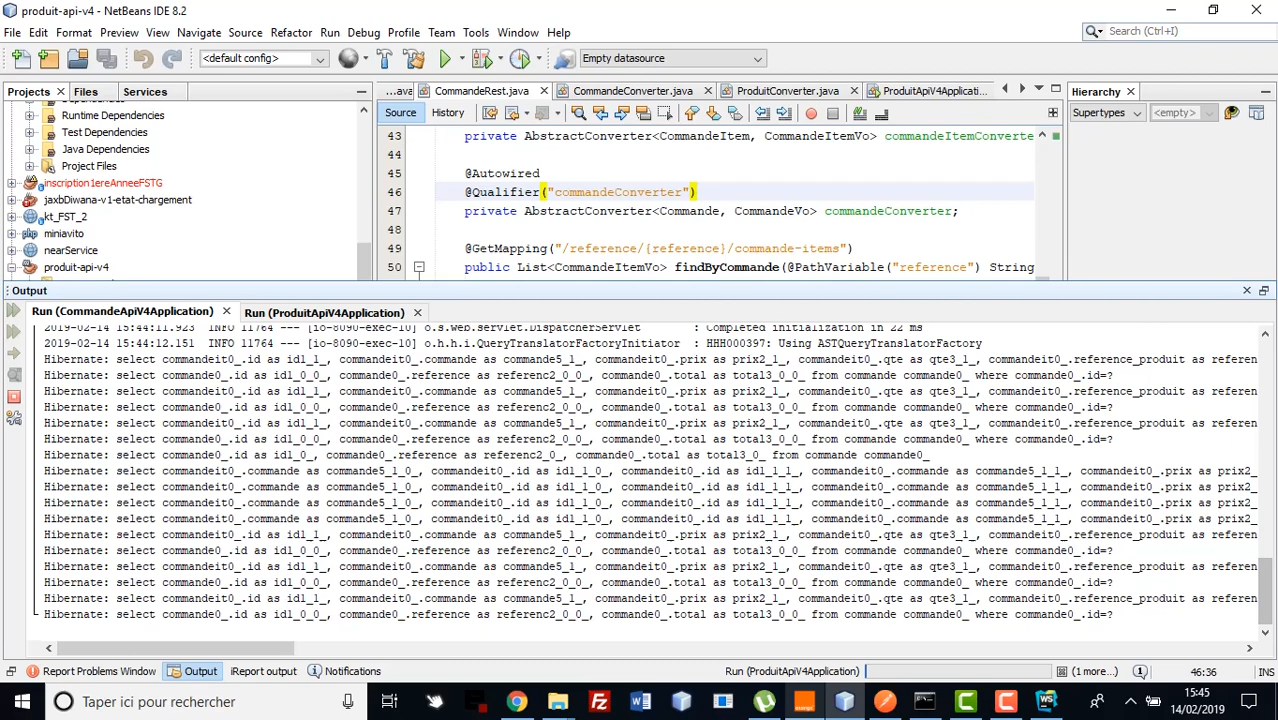 produit-api-v4 - NetBeans IDE 8.2
File Edit Format Preview View Navigate Source Refactor Run Debug Profile Team Tools Window Help
Search (Ctrl+I)
<default config>
Empty datasource
Projects Files Services
...ava CommandeRest.java CommandeConverter.java ProduitConverter.java ProduitApiV4Applicati...
Hierarchy
Source History
Supertypes <empty>
Runtime Dependencies
Test Dependencies
Java Dependencies
Project Files
inscription1ereAnneeFSTG
jaxbDiwana-v1-etat-chargement
kt_FST_2
miniavito
nearService
produit-api-v4
43 private AbstractConverter<CommandeItem, CommandeItemVo> commandeItemConverte
44
45 @Autowired
46 @Qualifier("commandeConverter")
47 private AbstractConverter<Commande, CommandeVo> commandeConverter;
48
49 @GetMapping("/reference/{reference}/commande-items")
50 public List<CommandeItemVo> findByCommande(@PathVariable("reference") String
Output
Run (CommandeApiV4Application) Run (ProduitApiV4Application)
2019-02-14 15:44:11.923 INFO 11764 --- [io-8090-exec-10] o.s.web.servlet.DispatcherServlet : Completed initialization in 22 ms
2019-02-14 15:44:12.151 INFO 11764 --- [io-8090-exec-10] o.h.h.i.QueryTranslatorFactoryInitiator : HHH000397: Using ASTQueryTranslatorFactory
Hibernate: select commandeit0_.id as id1_1_, commandeit0_.commande as commande5_1_, commandeit0_.prix as prix2_1_, commandeit0_.qte as qte3_1_, commandeit0_.reference_produit as referen
Hibernate: select commande0_.id as id1_0_0_, commande0_.reference as referenc2_0_0_, commande0_.total as total3_0_0_ from commande commande0_ where commande0_.id=?
Hibernate: select commandeit0_.id as id1_1_, commandeit0_.commande as commande5_1_, commandeit0_.prix as prix2_1_, commandeit0_.qte as qte3_1_, commandeit0_.reference_produit as referen
Hibernate: select commande0_.id as id1_0_0_, commande0_.reference as referenc2_0_0_, commande0_.total as total3_0_0_ from commande commande0_ where commande0_.id=?
Hibernate: select commandeit0_.id as id1_1_, commandeit0_.commande as commande5_1_, commandeit0_.prix as prix2_1_, commandeit0_.qte as qte3_1_, commandeit0_.reference_produit as referen
Hibernate: select commande0_.id as id1_0_0_, commande0_.reference as referenc2_0_0_, commande0_.total as total3_0_0_ from commande commande0_ where commande0_.id=?
Hibernate: select commande0_.id as id1_0_, commande0_.reference as referenc2_0_, commande0_.total as total3_0_ from commande commande0_
Hibernate: select commandeit0_.commande as commande5_1_0_, commandeit0_.id as id1_1_0_, commandeit0_.id as id1_1_1_, commandeit0_.commande as commande5_1_1_, commandeit0_.prix as prix2_
Hibernate: select commandeit0_.commande as commande5_1_0_, commandeit0_.id as id1_1_0_, commandeit0_.id as id1_1_1_, commandeit0_.commande as commande5_1_1_, commandeit0_.prix as prix2_
Hibernate: select commandeit0_.commande as commande5_1_0_, commandeit0_.id as id1_1_0_, commandeit0_.id as id1_1_1_, commandeit0_.commande as commande5_1_1_, commandeit0_.prix as prix2_
Hibernate: select commandeit0_.commande as commande5_1_0_, commandeit0_.id as id1_1_0_, commandeit0_.id as id1_1_1_, commandeit0_.commande as commande5_1_1_, commandeit0_.prix as prix2_
Hibernate: select commandeit0_.id as id1_1_, commandeit0_.commande as commande5_1_, commandeit0_.prix as prix2_1_, commandeit0_.qte as qte3_1_, commandeit0_.reference_produit as referen
Hibernate: select commande0_.id as id1_0_0_, commande0_.reference as referenc2_0_0_, commande0_.total as total3_0_0_ from commande commande0_ where commande0_.id=?
Hibernate: select commandeit0_.id as id1_1_, commandeit0_.commande as commande5_1_, commandeit0_.prix as prix2_1_, commandeit0_.qte as qte3_1_, commandeit0_.reference_produit as referen
Hibernate: select commande0_.id as id1_0_0_, commande0_.reference as referenc2_0_0_, commande0_.total as total3_0_0_ from commande commande0_ where commande0_.id=?
Hibernate: select commandeit0_.id as id1_1_, commandeit0_.commande as commande5_1_, commandeit0_.prix as prix2_1_, commandeit0_.qte as qte3_1_, commandeit0_.reference_produit as referen
Hibernate: select commande0_.id as id1_0_0_, commande0_.reference as referenc2_0_0_, commande0_.total as total3_0_0_ from commande commande0_ where commande0_.id=?
Report Problems Window Output iReport output Notifications Run (ProduitApiV4Application) (1 more...) 46:36 INS
Taper ici pour rechercher
15:45
14/02/2019